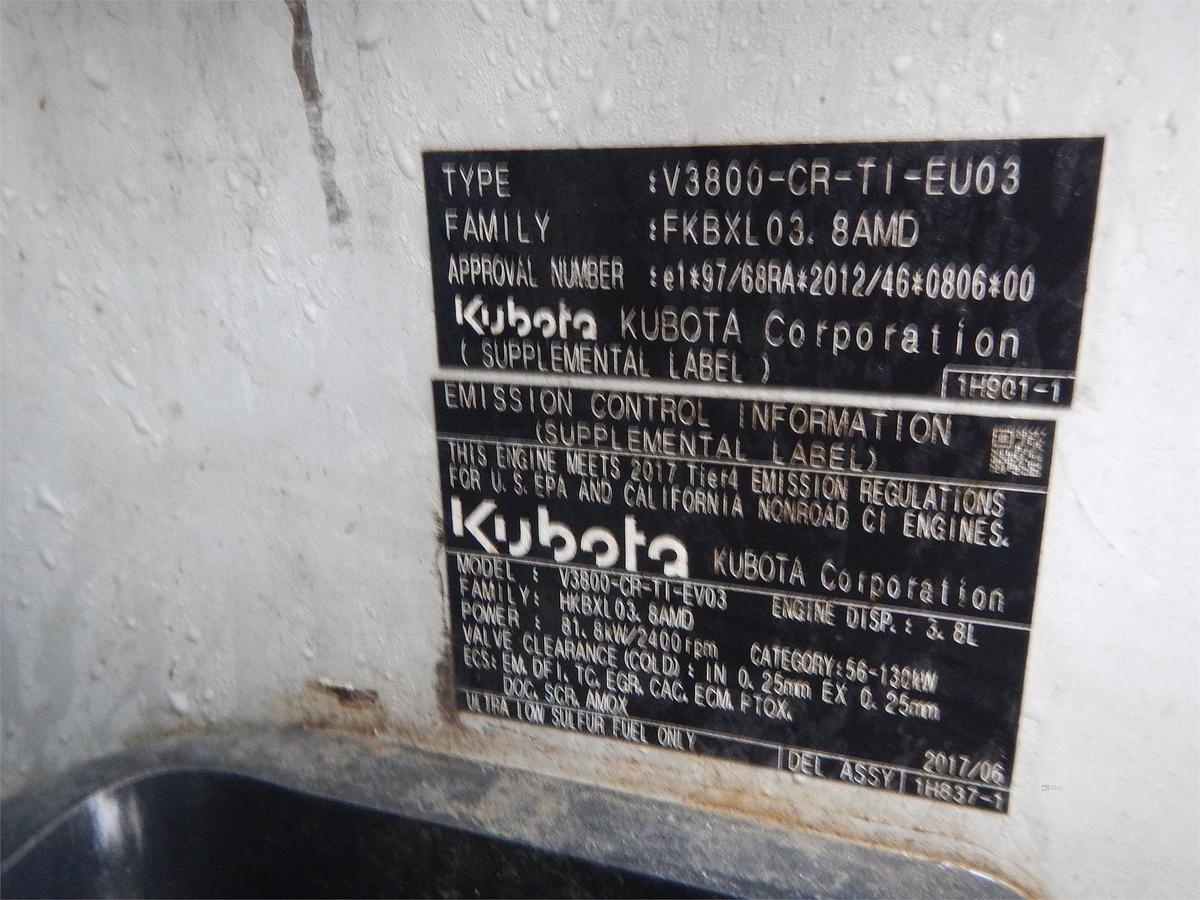 TYPE :V3800-CR-TI-EU03
FAMILY :FKBXL03.8AMD
APPROVAL NUMBER :e1*97/68RA*2012/46*0806*00
Kubota KUBOTA Corporation
(SUPPLEMENTAL LABEL)
1H901-1
EMISSION CONTROL INFORMATION
(SUPPLEMENTAL LABEL)
THIS ENGINE MEETS 2017 Tier4 EMISSION REGULATIONS
FOR U.S.EPA AND CALIFORNIA NONROAD CI ENGINES.
Kubota KUBOTA Corporation
MODEL : V3800-CR-TI-EV03 ENGINE DISP.: 3.8L
FAMILY: HKBXL03.8AMD
POWER : 81.8kW/2400rpm CATEGORY:56-130kW
VALVE CLEARANCE (COLD): IN 0.25mm EX 0.25mm
ECS: EM, DFI, TC, EGR, CAC, ECM, PTOX,
DOC, SCR, AMOX
ULTRA LOW SULFUR FUEL ONLY 2017/06
DEL ASSY 1H837-1